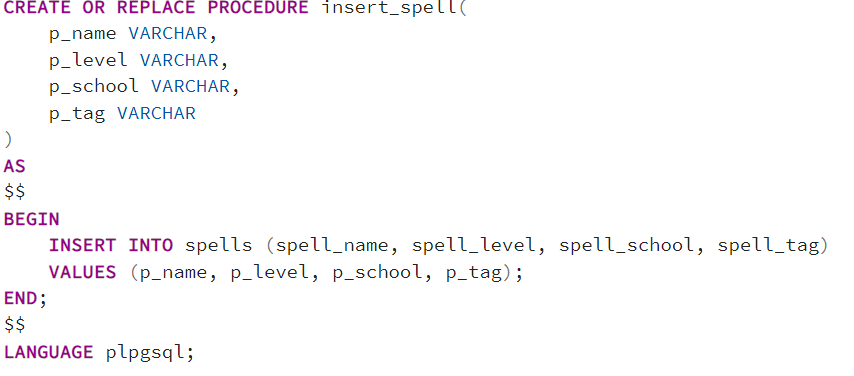 CREATE OR REPLACE PROCEDURE insert_spell(
    p_name VARCHAR,
    p_level VARCHAR,
    p_school VARCHAR,
    p_tag VARCHAR
)
AS
$$
BEGIN
    INSERT INTO spells (spell_name, spell_level, spell_school, spell_tag)
    VALUES (p_name, p_level, p_school, p_tag);
END;
$$
LANGUAGE plpgsql;